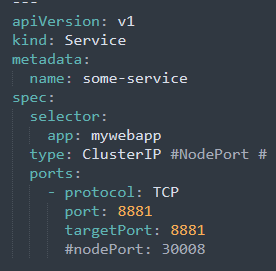 ---
apiVersion: v1
kind: Service
metadata:
  name: some-service
spec:
  selector:
    app: mywebapp
  type: ClusterIP #NodePort #
  ports:
    - protocol: TCP
      port: 8881
      targetPort: 8881
      #nodePort: 30008